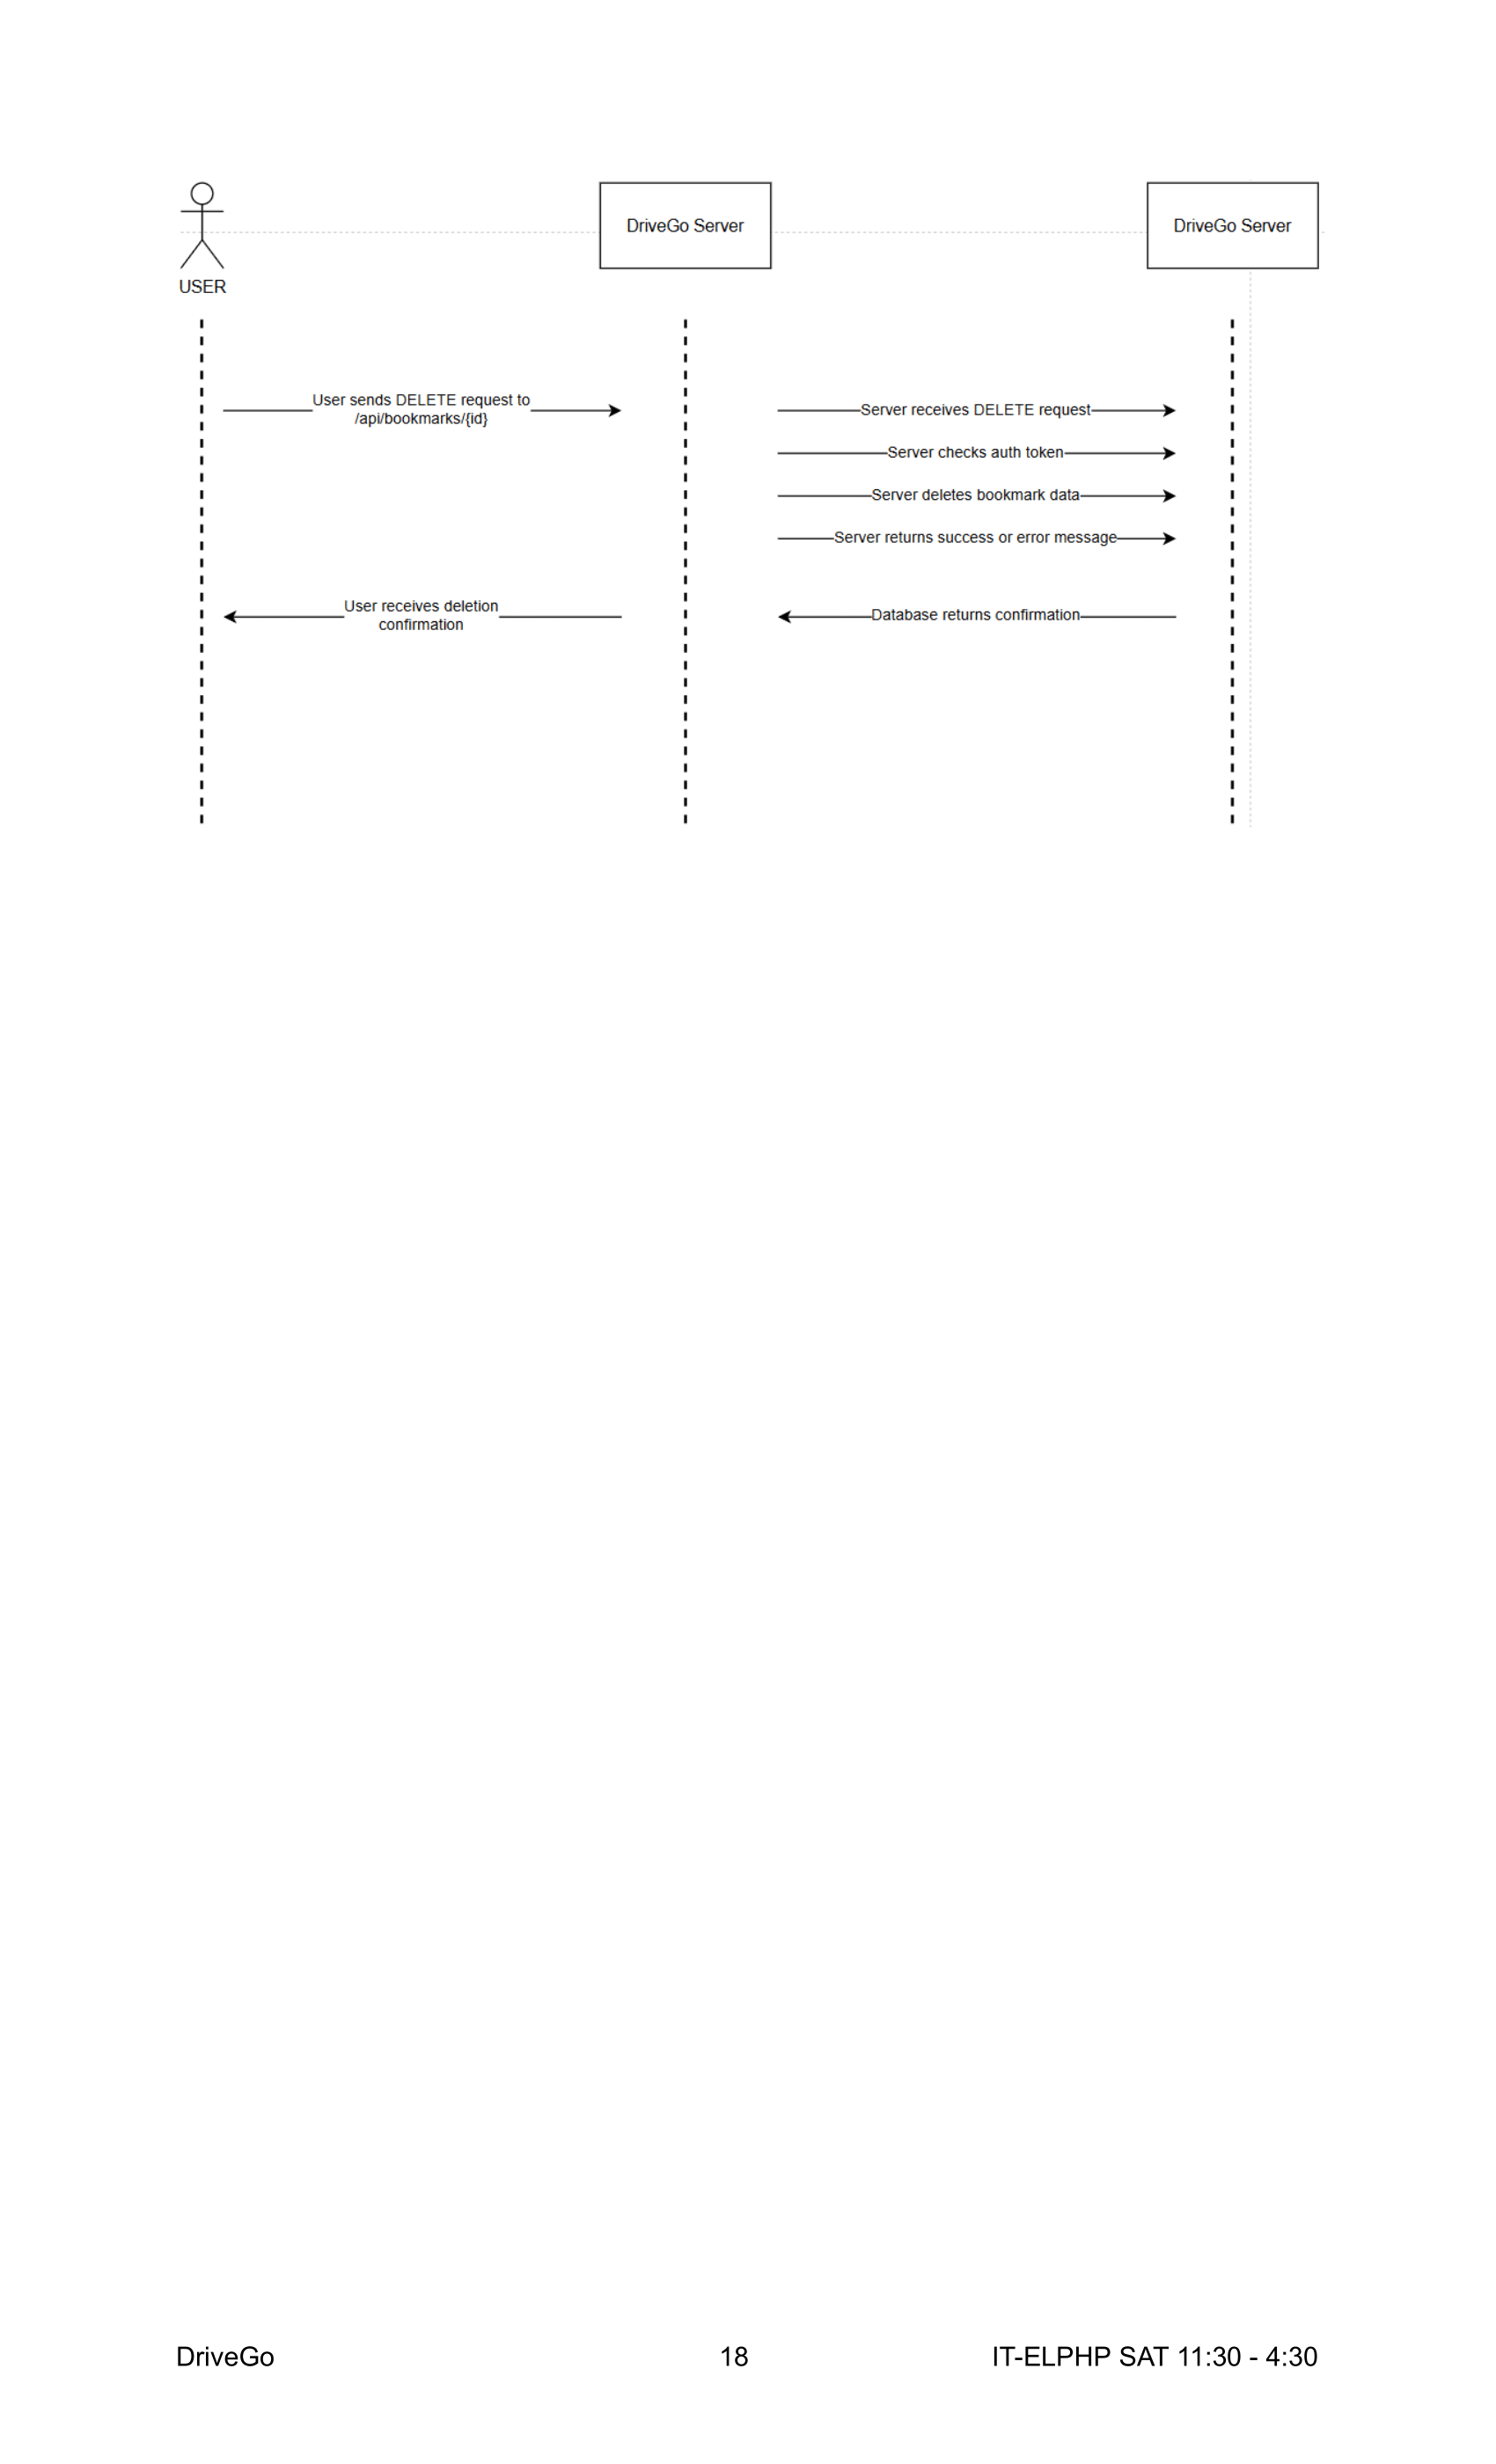 DriveGo Server
DriveGo Server
USER
User sends DELETE request to
/api/bookmarks/{id}
Server receives DELETE request
Server checks auth token
Server deletes bookmark data
Server returns success or error message
User receives deletion
confirmation
Database returns confirmation
DriveGo
18
IT-ELPHP SAT 11:30 - 4:30